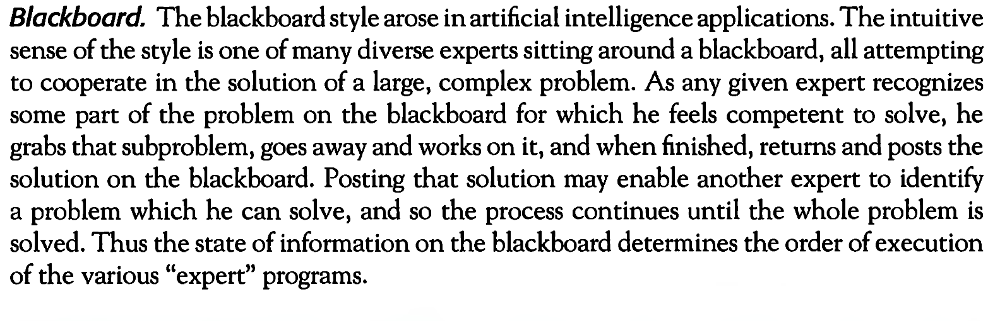 Blackboard. The blackboard style arose in artificial intelligence applications. The intuitive
sense of the style is one of many diverse experts sitting around a blackboard, all attempting
to cooperate in the solution of a large, complex problem. As any given expert recognizes
some part of the problem on the blackboard for which he feels competent to solve, he
grabs that subproblem, goes away and works on it, and when finished, returns and posts the
solution on the blackboard. Posting that solution may enable another expert to identify
a problem which he can solve, and so the process continues until the whole problem is
solved. Thus the state of information on the blackboard determines the order of execution
of the various “expert” programs.